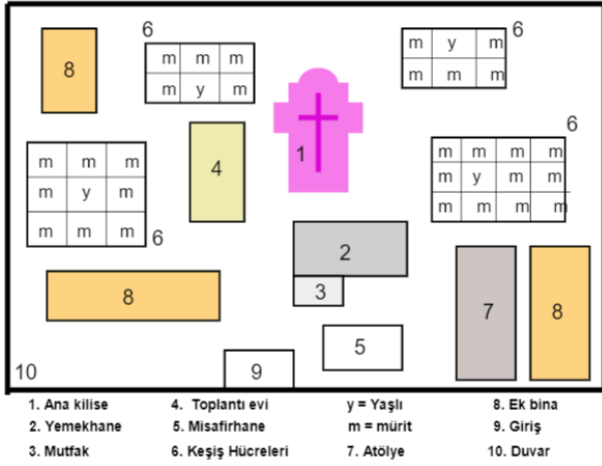 6
6
m m m
m y m
m y m
m m m
8
1
4
6
m m m m
m y m m
m m m m
m m m
m y m
m m m
6
2
3
8
7
8
5
9
10
1. Ana kilise 4. Toplantı evi y = Yaşlı 8. Ek bina
2. Yemekhane 5. Misafirhane m = mürit 9. Giriş
3. Mutfak 6. Keşiş Hücreleri 7. Atölye 10. Duvar